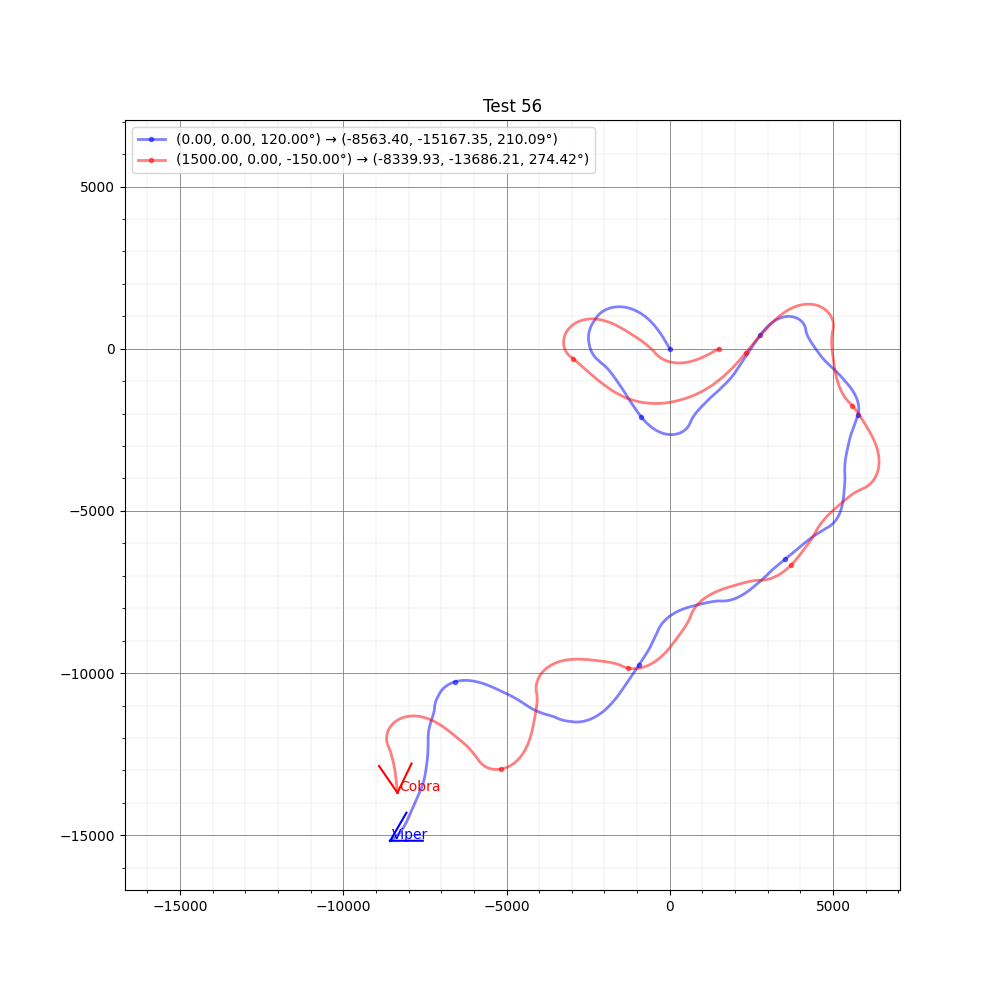 Test 56
(0.00, 0.00, 120.00°) → (-8563.40, -15167.35, 210.09°)
(1500.00, 0.00, -150.00°) → (-8339.93, -13686.21, 274.42°)
5000
0
−5000
−10000
−15000
Cobra
Viper
−15000 −10000 −5000 0 5000